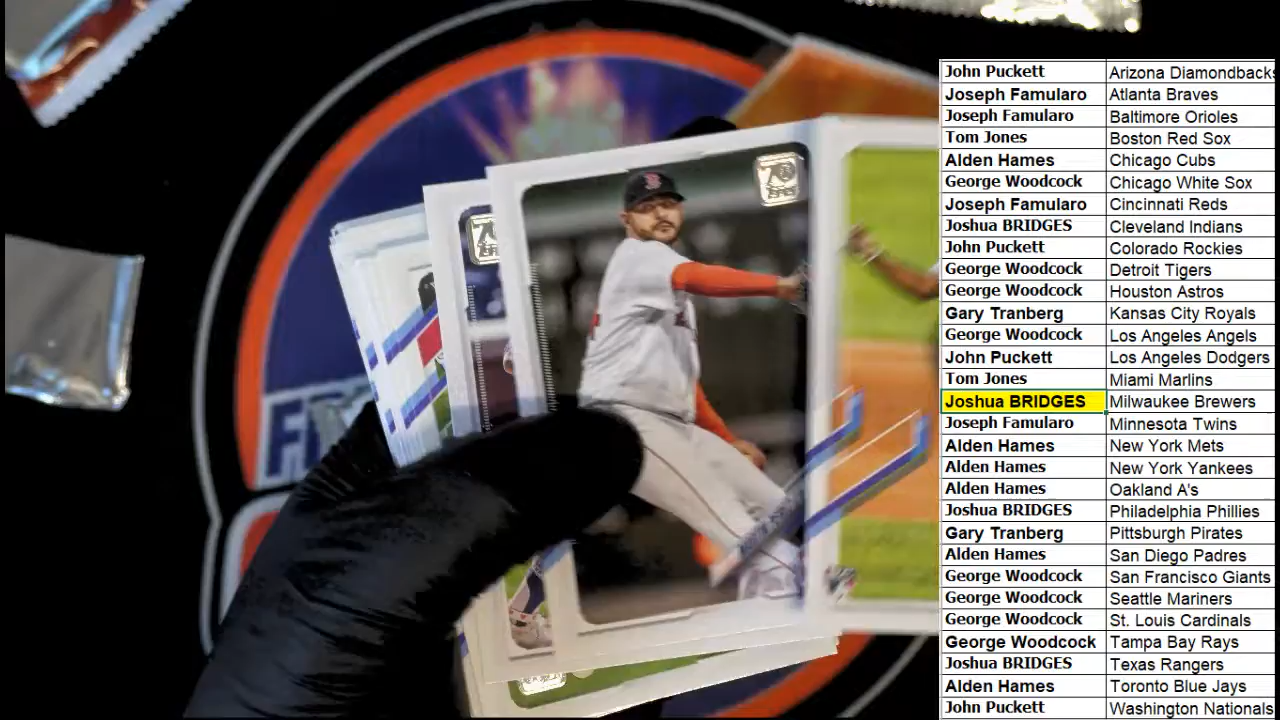 John Puckett Arizona Diamondbacks
Joseph Famularo Atlanta Braves
Joseph Famularo Baltimore Orioles
Tom Jones Boston Red Sox
Alden Hames Chicago Cubs
George Woodcock Chicago White Sox
Joseph Famularo Cincinnati Reds
Joshua BRIDGES Cleveland Indians
John Puckett Colorado Rockies
George Woodcock Detroit Tigers
George Woodcock Houston Astros
Gary Tranberg Kansas City Royals
George Woodcock Los Angeles Angels
John Puckett Los Angeles Dodgers
Tom Jones Miami Marlins
Joshua BRIDGES Milwaukee Brewers
Joseph Famularo Minnesota Twins
Alden Hames New York Mets
Alden Hames New York Yankees
Alden Hames Oakland A's
Joshua BRIDGES Philadelphia Phillies
Gary Tranberg Pittsburgh Pirates
Alden Hames San Diego Padres
George Woodcock San Francisco Giants
George Woodcock Seattle Mariners
George Woodcock St. Louis Cardinals
George Woodcock Tampa Bay Rays
Joshua BRIDGES Texas Rangers
Alden Hames Toronto Blue Jays
John Puckett Washington Nationals
B
70